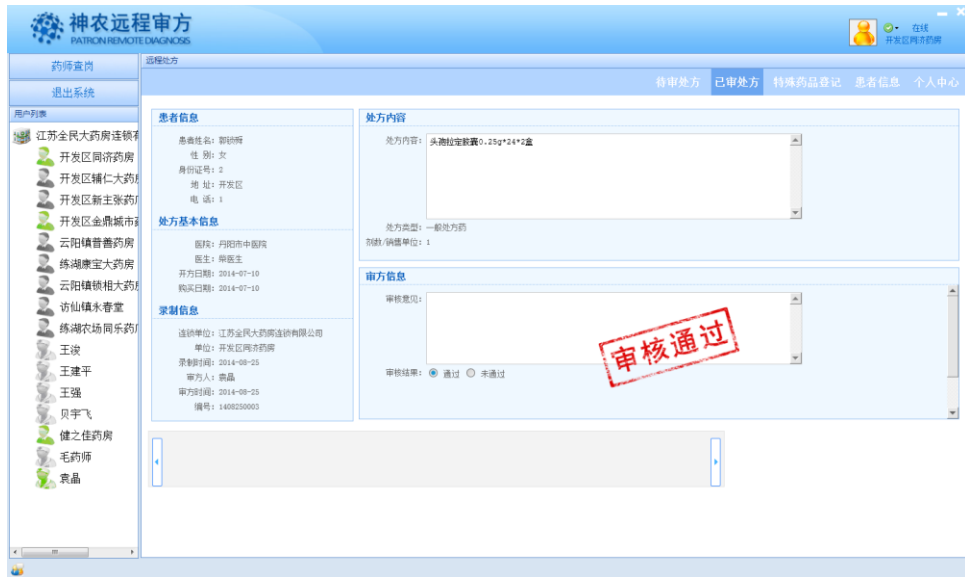 神农远程审方
PATRON REMOTE DIAGNOSIS
在线
开发区同济药房
药师查岗
退出系统
用户列表
江苏全民大药房连锁有
开发区同济药房
开发区辅仁大药房
开发区新主张药房
开发区金鼎城市药
云阳镇普善药房
练湖康宝大药房
云阳镇锁相大药房
访仙镇永春堂
练湖农场同乐药房
王浚
王建平
王强
贝宇飞
健之佳药房
毛药师
袁晶
远程处方
待审处方 已审处方 特殊药品登记 患者信息 个人中心
患者信息
患者姓名：郭锁舜
性 别：女
身份证号：2
地 址：开发区
电 话：1
处方基本信息
医院：丹阳市中医院
医生：柴医生
开方日期：2014-07-10
购买日期：2014-07-10
录制信息
连锁单位：江苏全民大药房连锁有限公司
单位：开发区同济药房
录制时间：2014-08-25
审方人：袁晶
审方时间：2014-08-25
编号：1408250003
处方内容
处方内容：头孢拉定胶囊0.25g*24*2盒
处方类型：一般处方药
剂数/销售单位：1
审方信息
审核意见：
审核通过
审核结果： 通过 未通过